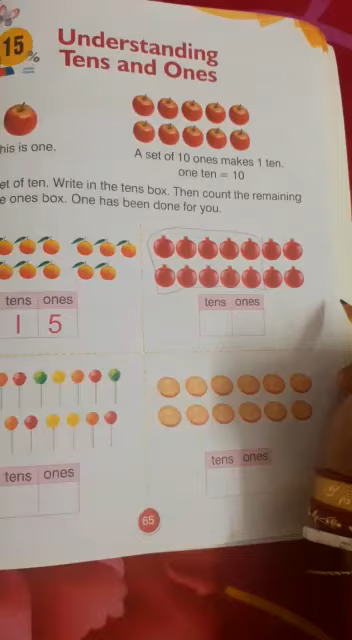 15
%
Understanding
Tens and Ones
his is one.
A set of 10 ones makes 1 ten.
one ten = 10
et of ten. Write in the tens box. Then count the remaining
e ones box. One has been done for you.
tens ones
1 5
tens ones
tens ones
tens ones
65